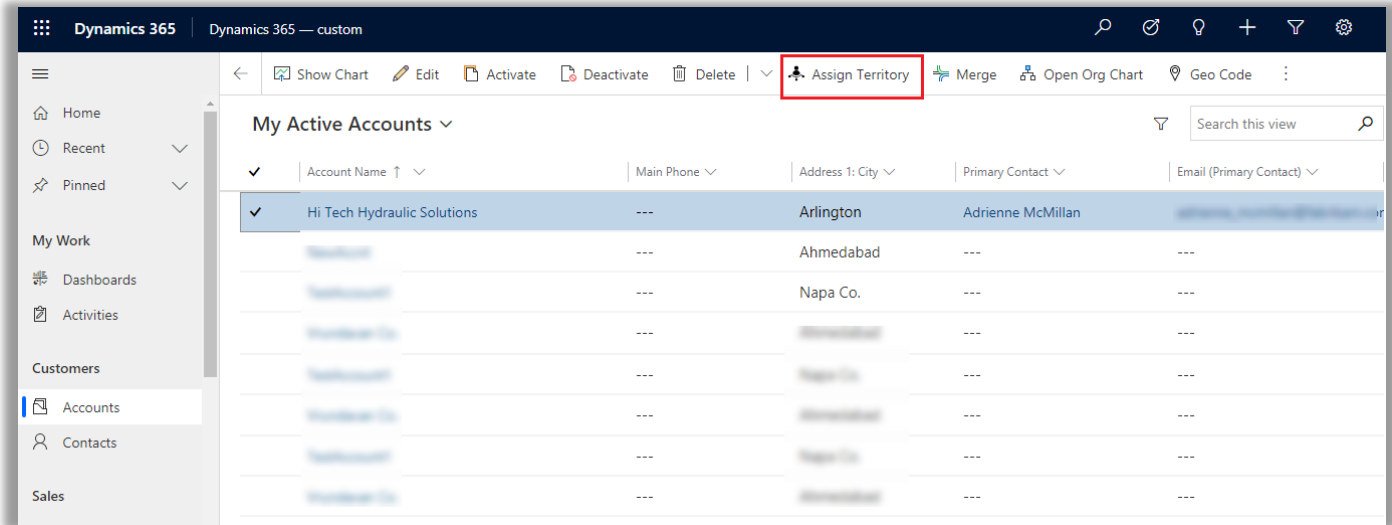 Dynamics 365 Dynamics 365 — custom
Show Chart Edit Activate Deactivate Delete Assign Territory Merge Open Org Chart Geo Code
Home
Recent
Pinned
My Work
Dashboards
Activities
Customers
Accounts
Contacts
Sales
My Active Accounts Search this view
Account Name Main Phone Address 1: City Primary Contact Email (Primary Contact)
Hi Tech Hydraulic Solutions --- Arlington Adrienne McMillan
--- Ahmedabad --- ---
--- Napa Co. --- ---
--- --- ---
--- --- ---
--- --- ---
--- --- ---
--- --- ---